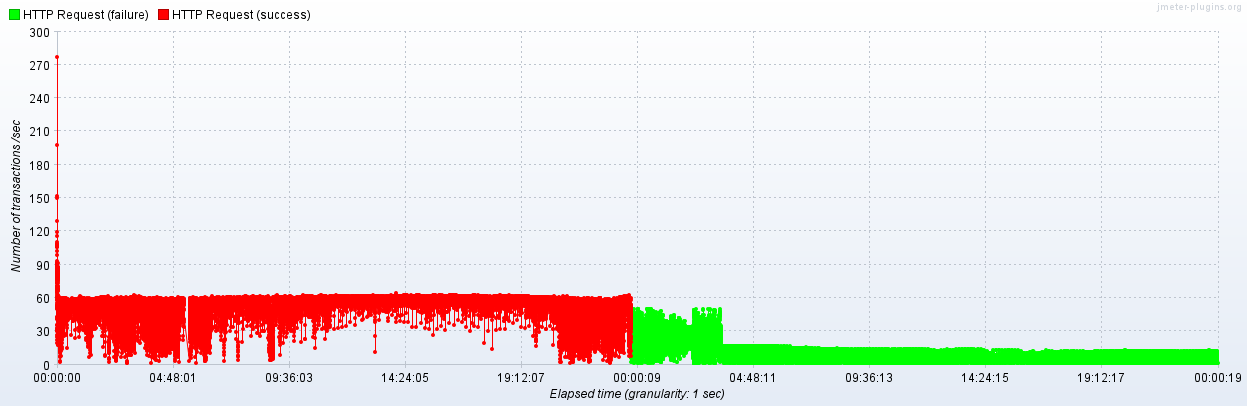 jmeter-plugins.org
HTTP Request (failure) HTTP Request (success)
300
270
240
210
180
150
120
90
60
30
0
Number of transactions /sec
00:00:00 04:48:01 09:36:03 14:24:05 19:12:07 00:00:09 04:48:11 09:36:13 14:24:15 19:12:17 00:00:19
Elapsed time (granularity: 1 sec)